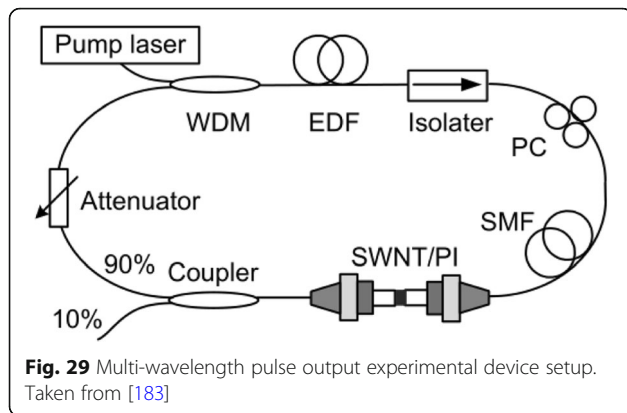 Pump laser
WDM
EDF
Isolater
PC
Attenuator
SMF
90%
Coupler
SWNT/PI
10%
Fig. 29 Multi-wavelength pulse output experimental device setup.
Taken from [183]